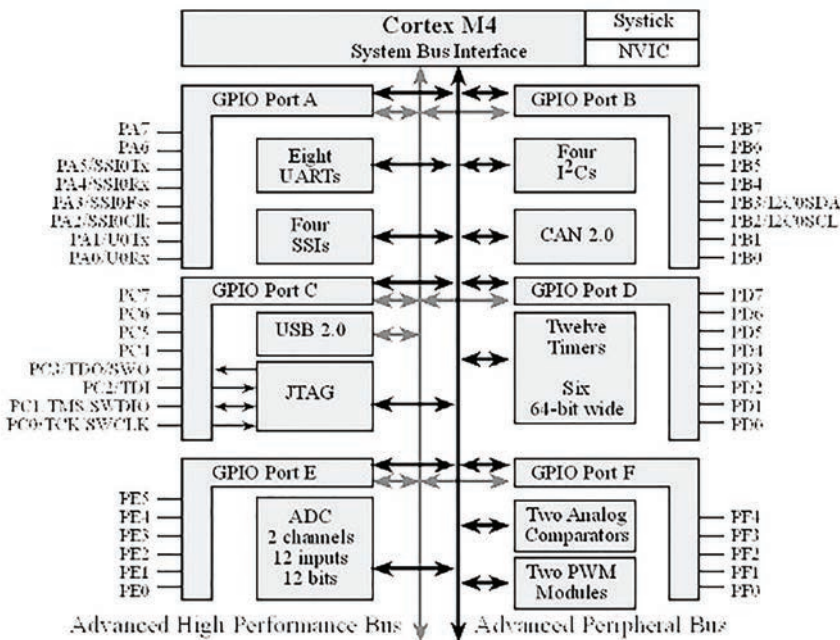 Cortex M4
System Bus Interface
Systick
NVIC
GPIO Port A
PA7
PA6
PA5/SSI0Tx
PA4/SSI0Rx
PA3/SSI0Fss
PA2/SSI0Clk
PA1/U0Tx
PA0/U0Rx
Eight
UARTs
Four
SSIs
GPIO Port B
PB7
PB6
PB5
PB4
PB3/I2C0SDA
PB2/I2C0SCL
PB1
PB0
Four
I²Cs
CAN 2.0
GPIO Port C
PC7
PC6
PC5
PC4
PC3/TDO/SWO
PC2/TDI
PC1/TMS/SWDIO
PC0/TCK/SWCLK
USB 2.0
JTAG
GPIO Port D
PD7
PD6
PD5
PD4
PD3
PD2
PD1
PD0
Twelve
Timers
Six
64-bit wide
GPIO Port E
PE5
PE4
PE3
PE2
PE1
PE0
ADC
2 channels
12 inputs
12 bits
GPIO Port F
PF4
PF3
PF2
PF1
PF0
Two Analog
Comparators
Two PWM
Modules
Advanced High Performance Bus
Advanced Peripheral Bus